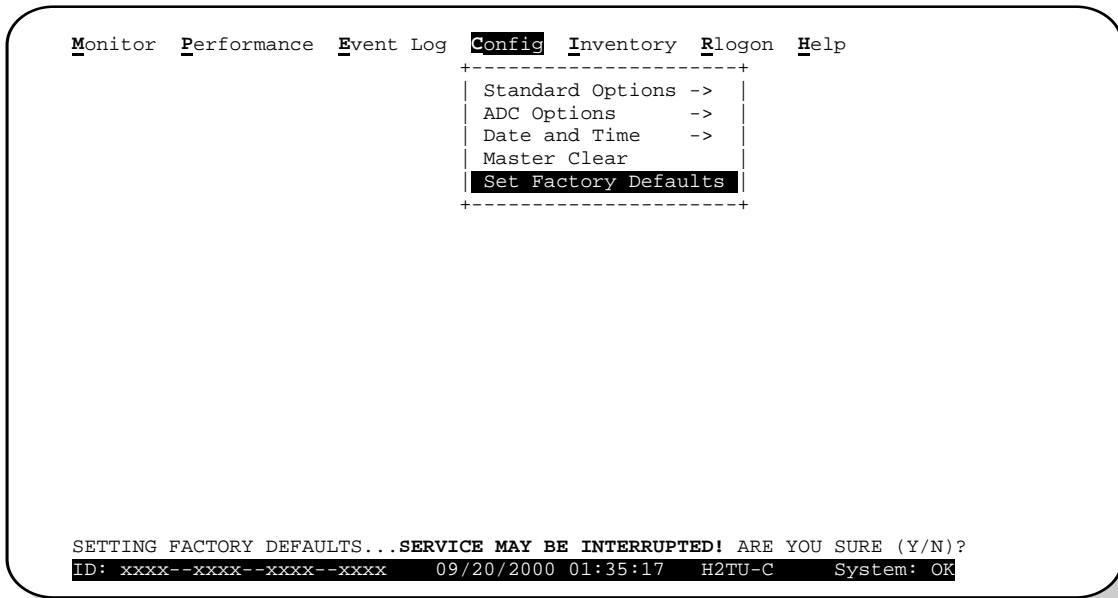 Monitor Performance Event Log Config Inventory Rlogon Help
+----------------------+
| Standard Options -> |
| ADC Options -> |
| Date and Time -> |
| Master Clear |
| Set Factory Defaults |
+----------------------+
SETTING FACTORY DEFAULTS...SERVICE MAY BE INTERRUPTED! ARE YOU SURE (Y/N)?
ID: xxxx--xxxx--xxxx--xxxx 09/20/2000 01:35:17 H2TU-C System: OK